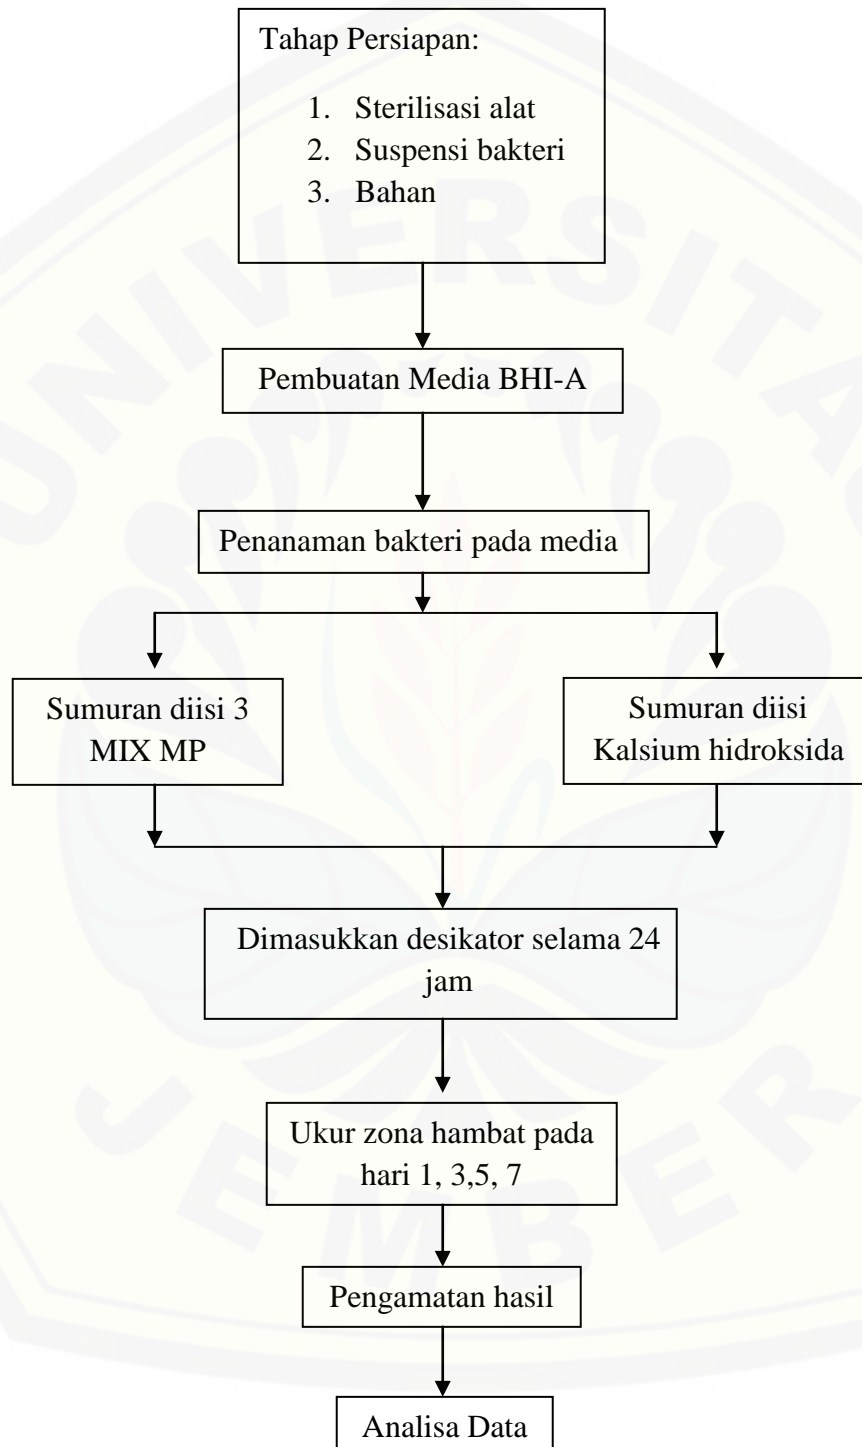 Tahap Persiapan:
1. Sterilisasi alat
2. Suspensi bakteri
3. Bahan
Pembuatan Media BHI-A
Penanaman bakteri pada media
Sumuran diisi 3
MIX MP
Sumuran diisi
Kalsium hidroksida
Dimasukkan desikator selama 24
jam
Ukur zona hambat pada
hari 1, 3,5, 7
Pengamatan hasil
Analisa Data
UNIVERSITAS
JEMBER